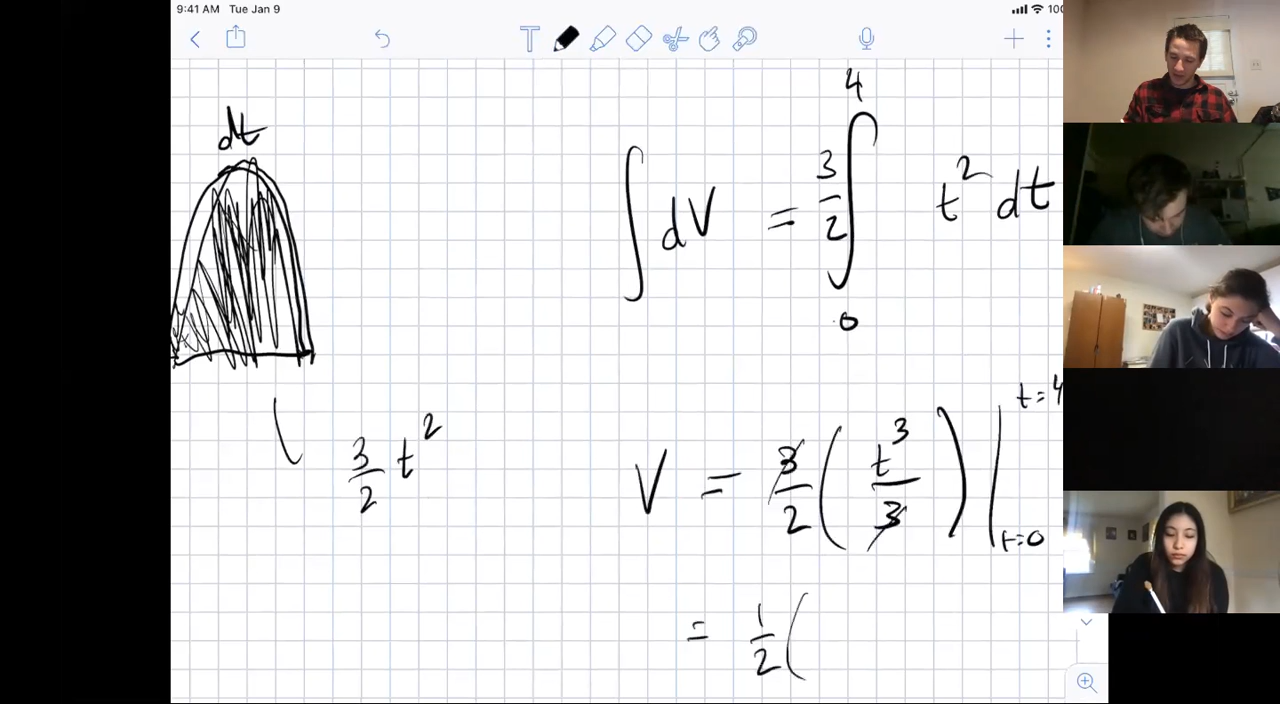 9:41 AM Tue Jan 9
100
T
dt
3/2 t²
4
∫ dV = 3/2 ∫ t² dt
0
V = 3/2 ( t³/3 ) | t=4
t=0
= 1/2 (